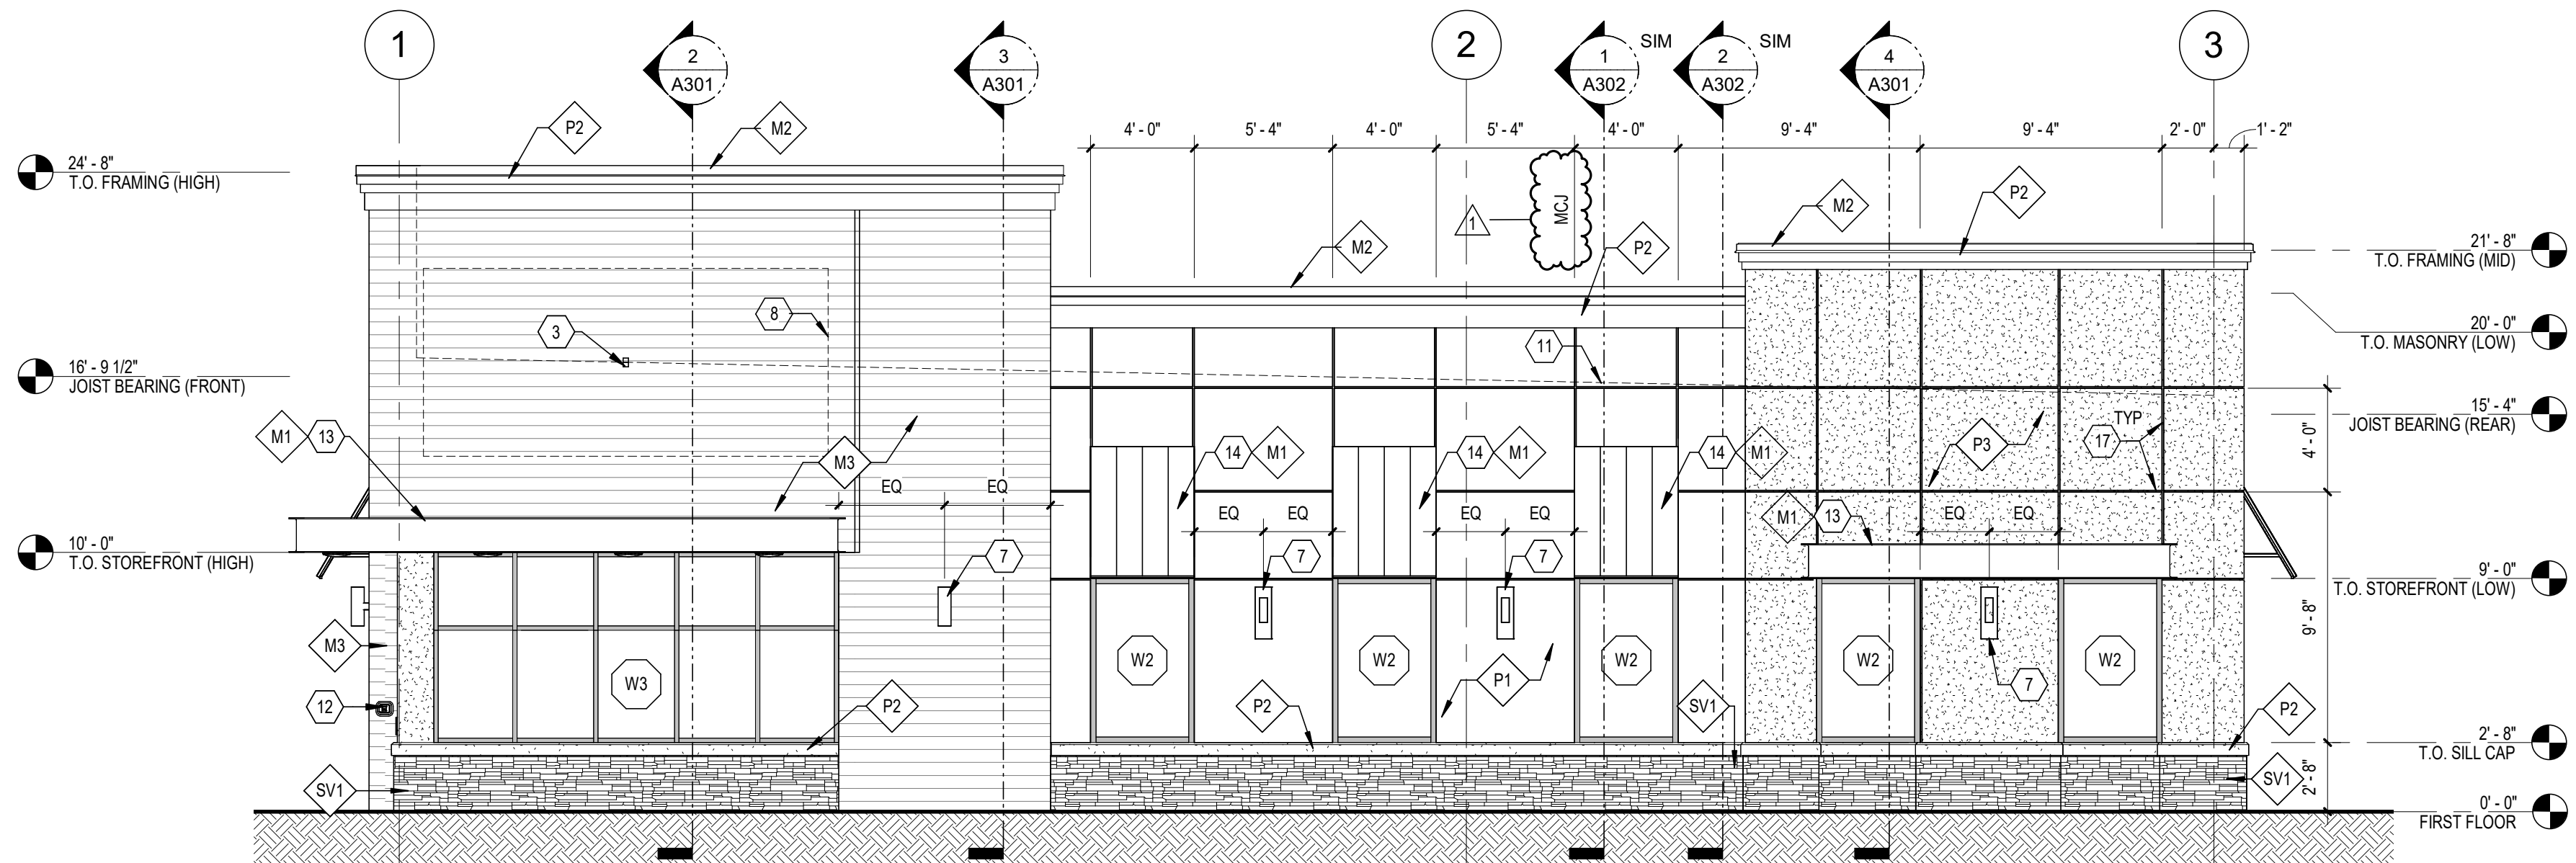 1
2
A301
3
A301
2
1
A302
SIM
2
A302
SIM
4
A301
3
4' - 0"
5' - 4"
4' - 0"
5' - 4"
4' - 0"
9' - 4"
9' - 4"
2' - 0"
1' - 2"
P2
M2
24' - 8"
T.O. FRAMING (HIGH)
MCJ
1
M2
P2
M2
P2
21' - 8"
T.O. FRAMING (MID)
3
8
11
20' - 0"
T.O. MASONRY (LOW)
16' - 9 1/2"
JOIST BEARING (FRONT)
15' - 4"
JOIST BEARING (REAR)
M1
13
M3
14
M1
14
M1
14
M1
P3
17
TYP
4' - 0"
EQ
EQ
EQ
EQ
EQ
EQ
M1
13
EQ
EQ
10' - 0"
T.O. STOREFRONT (HIGH)
7
7
7
9' - 0"
T.O. STOREFRONT (LOW)
9' - 8"
M3
W3
W2
W2
W2
W2
W2
P1
7
12
P2
P2
SV1
P2
2' - 8"
T.O. SILL CAP
SV1
SV1
2' - 8"
0' - 0"
FIRST FLOOR